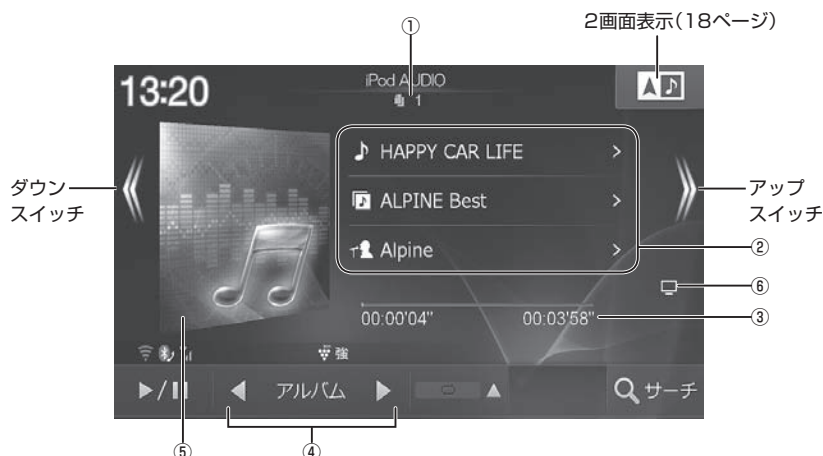 ①
2画面表示(18ページ)
13:20
iPod AUDIO
1
HAPPY CAR LIFE
ALPINE Best
Alpine
ダウン
スイッチ
アップ
スイッチ
②
⑥
③
00:00'04"
00:03'58"
強
▶/❚❚
◀ アルバム ▶
▲
サーチ
⑤
④